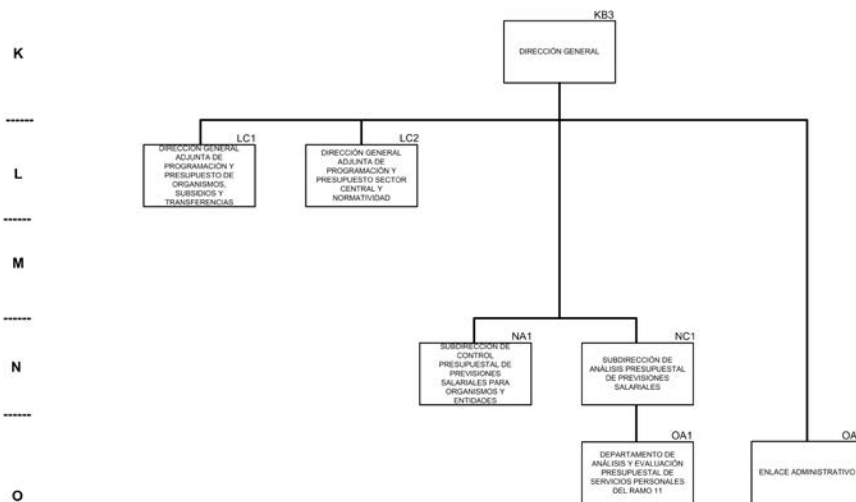 KB3
K
DIRECCIÓN GENERAL
------
LC1
LC2
DIRECCIÓN GENERAL
ADJUNTA DE
PROGRAMACIÓN Y
PRESUPUESTO DE
ORGANISMOS,
SUBSIDIOS Y
TRANSFERENCIAS
DIRECCIÓN GENERAL
ADJUNTA DE
PROGRAMACIÓN Y
PRESUPUESTO SECTOR
CENTRAL Y
NORMATIVIDAD
L
------
M
------
NA1
NC1
SUBDIRECCIÓN DE
CONTROL
PRESUPUESTAL DE
PREVISIONES
SALARIALES PARA
ORGANISMOS Y
ENTIDADES
SUBDIRECCIÓN DE
ANÁLISIS PRESUPUESTAL
DE PREVISIONES
SALARIALES
N
------
OA1
OA
DEPARTAMENTO DE
ANÁLISIS Y EVALUACIÓN
PRESUPUESTAL DE
SERVICIOS PERSONALES
DEL RAMO 11
ENLACE ADMINISTRATIVO
O